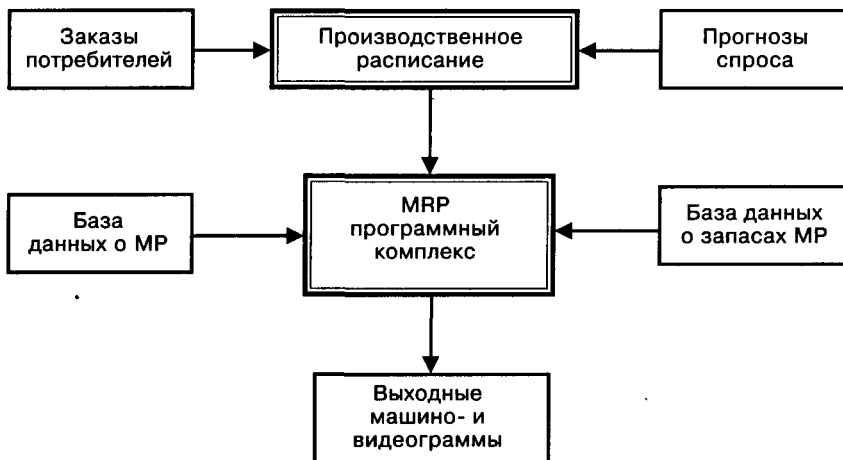 Заказы
потребителей
Производственное
расписание
Прогнозы
спроса
База
данных о МР
MRP
программный
комплекс
База данных
о запасах МР
Выходные
машино- и
видеограммы